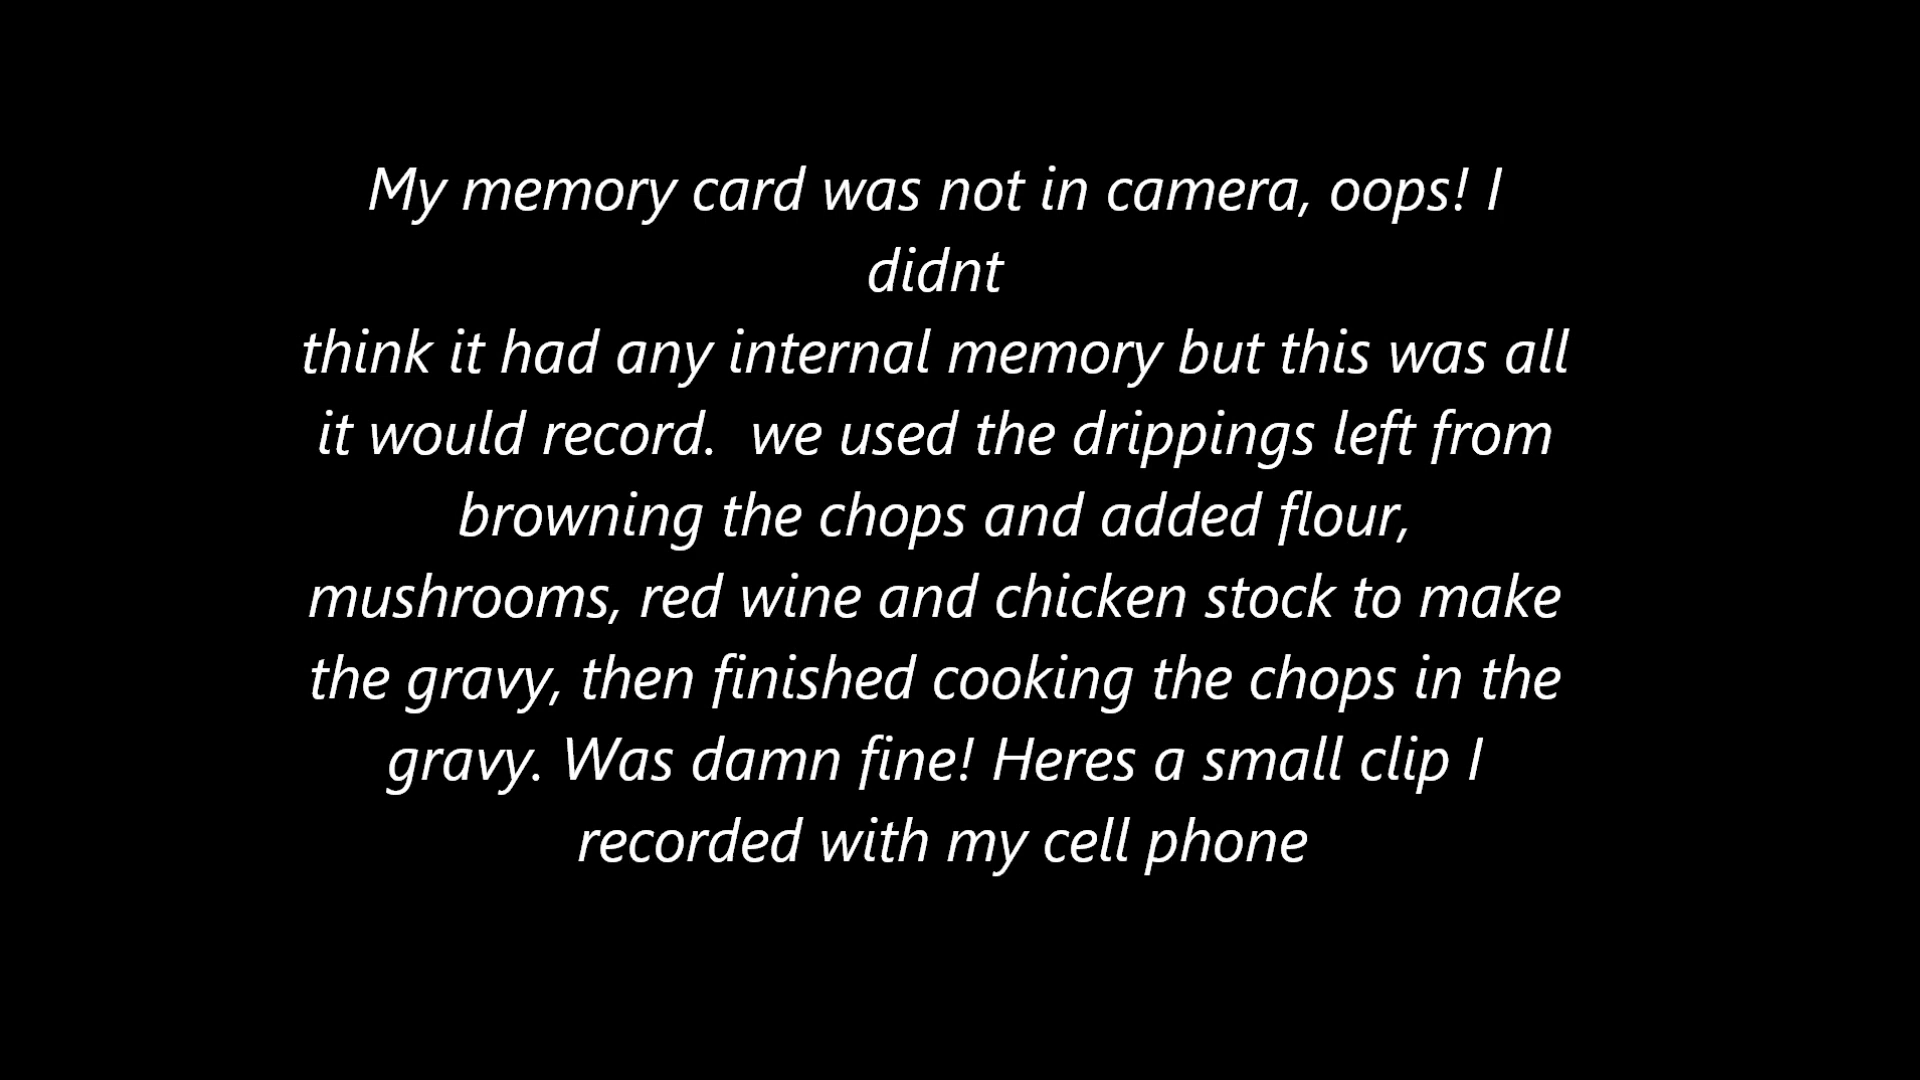 My memory card was not in camera, oops! I
didnt
think it had any internal memory but this was all
it would record.  we used the drippings left from
browning the chops and added flour,
mushrooms, red wine and chicken stock to make
the gravy, then finished cooking the chops in the
gravy. Was damn fine! Heres a small clip I
recorded with my cell phone